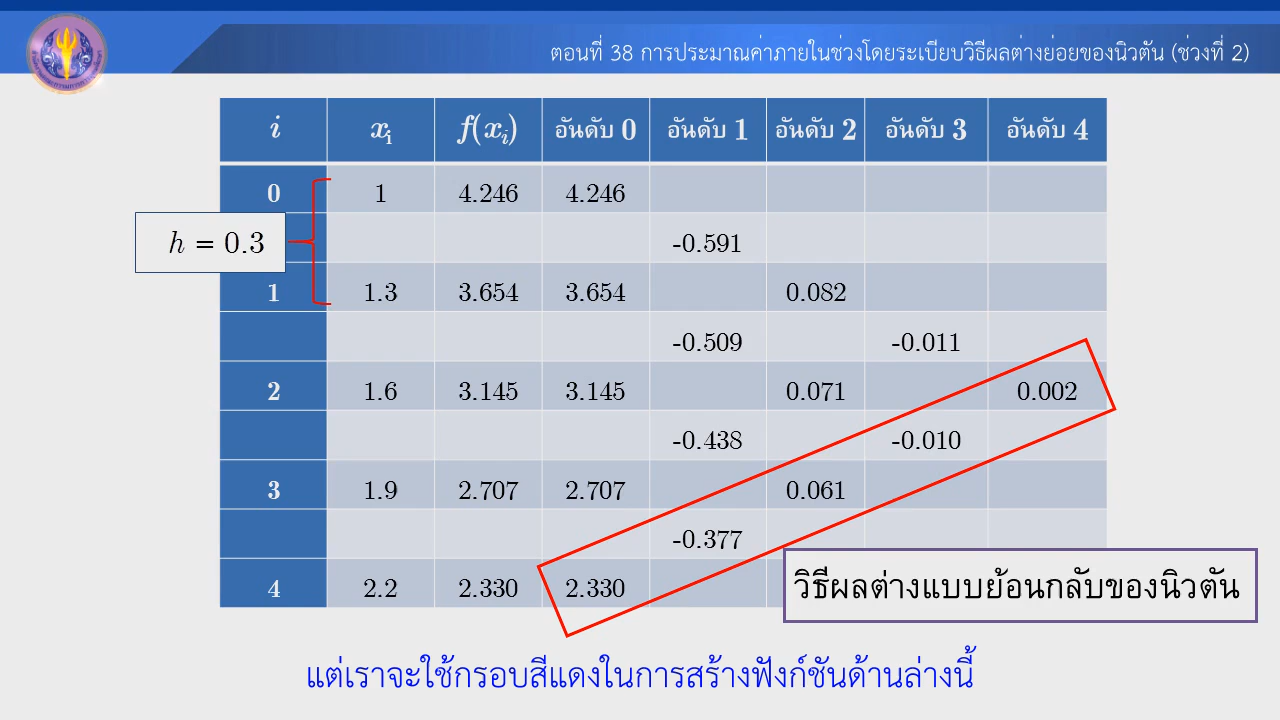 ตอนที่ 38 การประมาณค่าภายในช่วงโดยระเบียบวิธีผลต่างย่อยของนิวตัน (ช่วงที่ 2)
i xi f(xi) อันดับ 0 อันดับ 1 อันดับ 2 อันดับ 3 อันดับ 4
0 1 4.246 4.246
h = 0.3 -0.591
1 1.3 3.654 3.654 0.082
-0.509 -0.011
2 1.6 3.145 3.145 0.071 0.002
-0.438 -0.010
3 1.9 2.707 2.707 0.061
-0.377
4 2.2 2.330 2.330
วิธีผลต่างแบบย้อนกลับของนิวตัน
แต่เราจะใช้กรอบสีแดงในการสร้างฟังก์ชันด้านล่างนี้